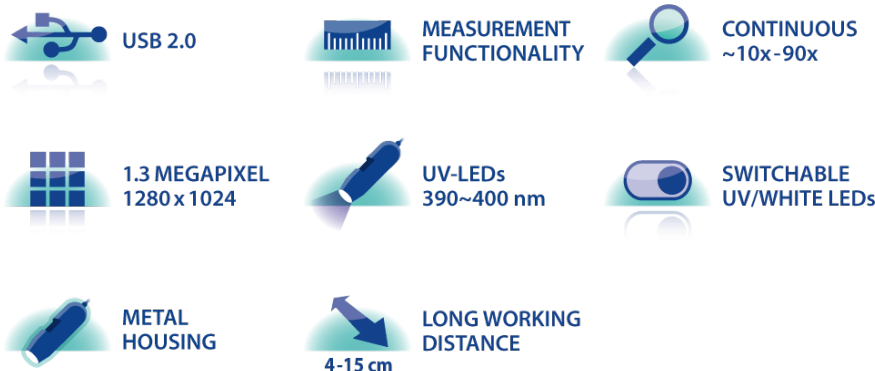 USB 2.0
MEASUREMENT
FUNCTIONALITY
CONTINUOUS
~10x-90x
1.3 MEGAPIXEL
1280 x 1024
UV-LEDs
390~400 nm
SWITCHABLE
UV/WHITE LEDs
METAL
HOUSING
4-15 cm
LONG WORKING
DISTANCE